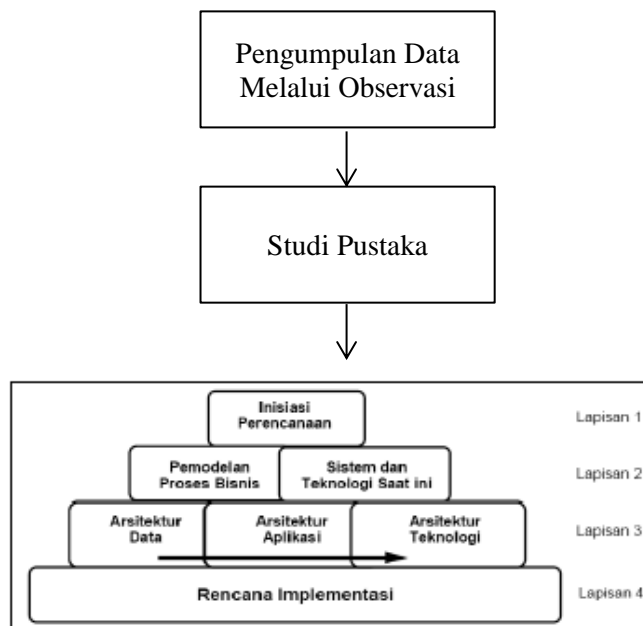 Pengumpulan Data
Melalui Observasi
Studi Pustaka
Inisiasi
Perencanaan
Lapisan 1
Pemodelan
Proses Bisnis
Sistem dan
Teknologi Saat ini
Lapisan 2
Arsitektur
Data
Arsitektur
Aplikasi
Arsitektur
Teknologi
Lapisan 3
Rencana Implementasi
Lapisan 4